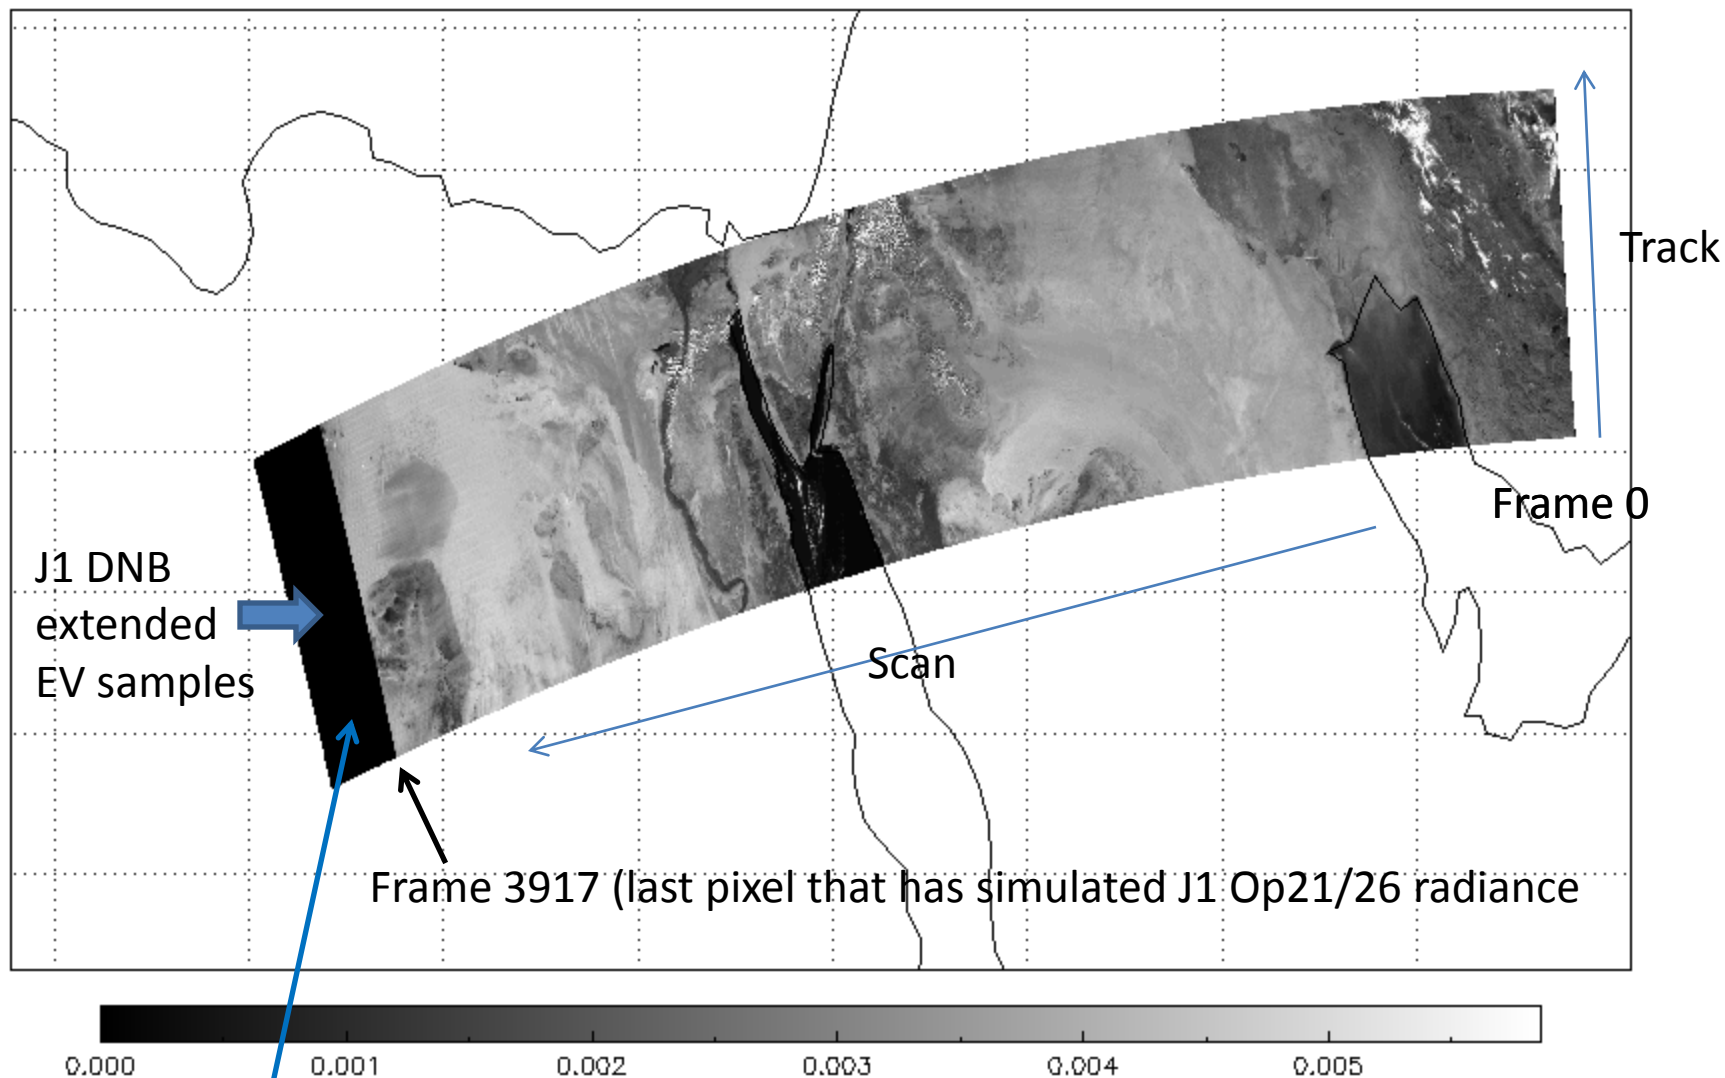 Track
Frame 0
J1 DNB
extended
EV samples
Scan
Frame 3917 (last pixel that has simulated J1 Op21/26 radiance
0.000 0.001 0.002 0.003 0.004 0.005